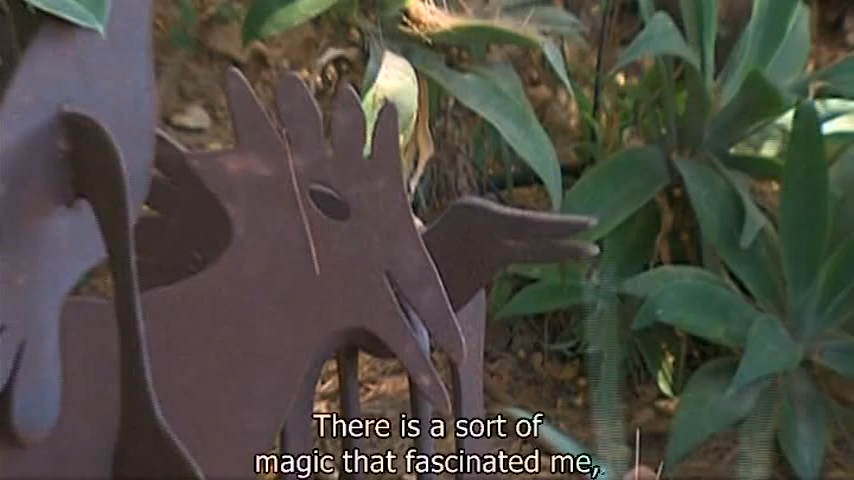 There is a sort of
magic that fascinated me,